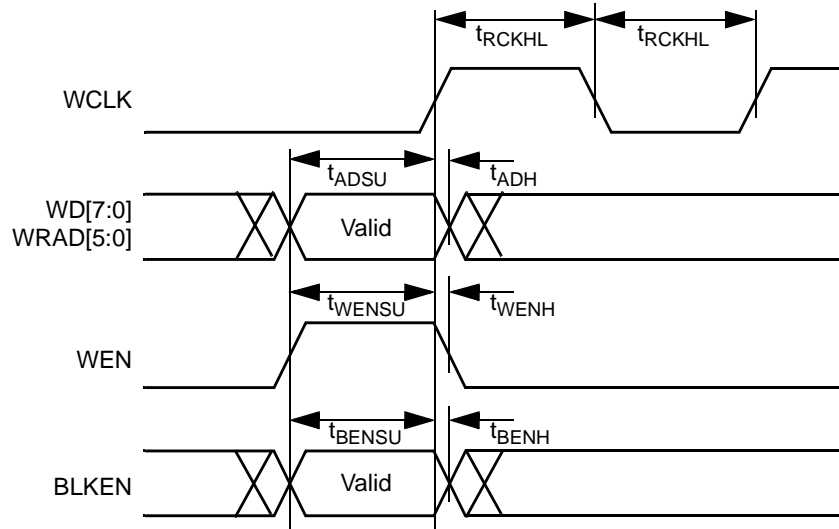 tRCKHL tRCKHL
WCLK
tADSU tADH
WD[7:0]
WRAD[5:0]
Valid
tWENSU tWENH
WEN
tBENSU tBENH
BLKEN
Valid